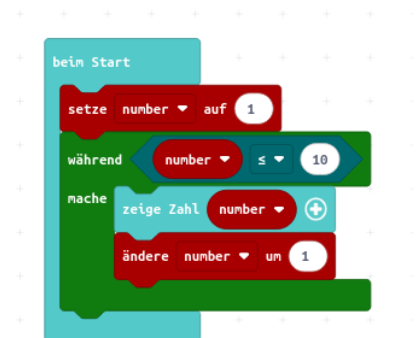 beim Start
setze number auf 1
während number ≤ 10
mache zeige Zahl number
ändere number um 1